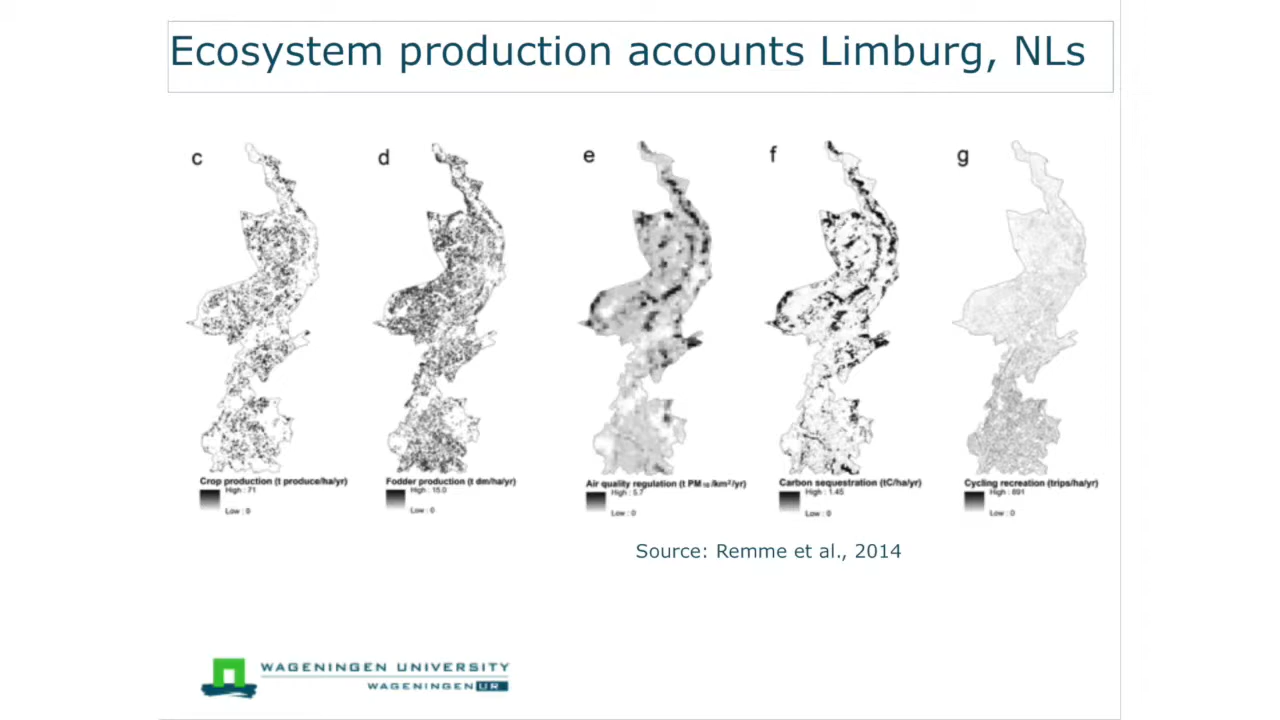 Ecosystem production accounts Limburg, NLs
c d e f g
Crop production (t produce/ha/yr)
High : 71
Low : 0
Fodder production (t dm/ha/yr)
High : 15.0
Low : 0
Air quality regulation (t PM₁₀/km²/yr)
High : 5.7
Low : 0
Carbon sequestration (tC/ha/yr)
High : 1.45
Low : 0
Cycling recreation (trips/ha/yr)
High : 691
Low : 0
Source: Remme et al., 2014
WAGENINGEN UNIVERSITY
WAGENINGEN UR